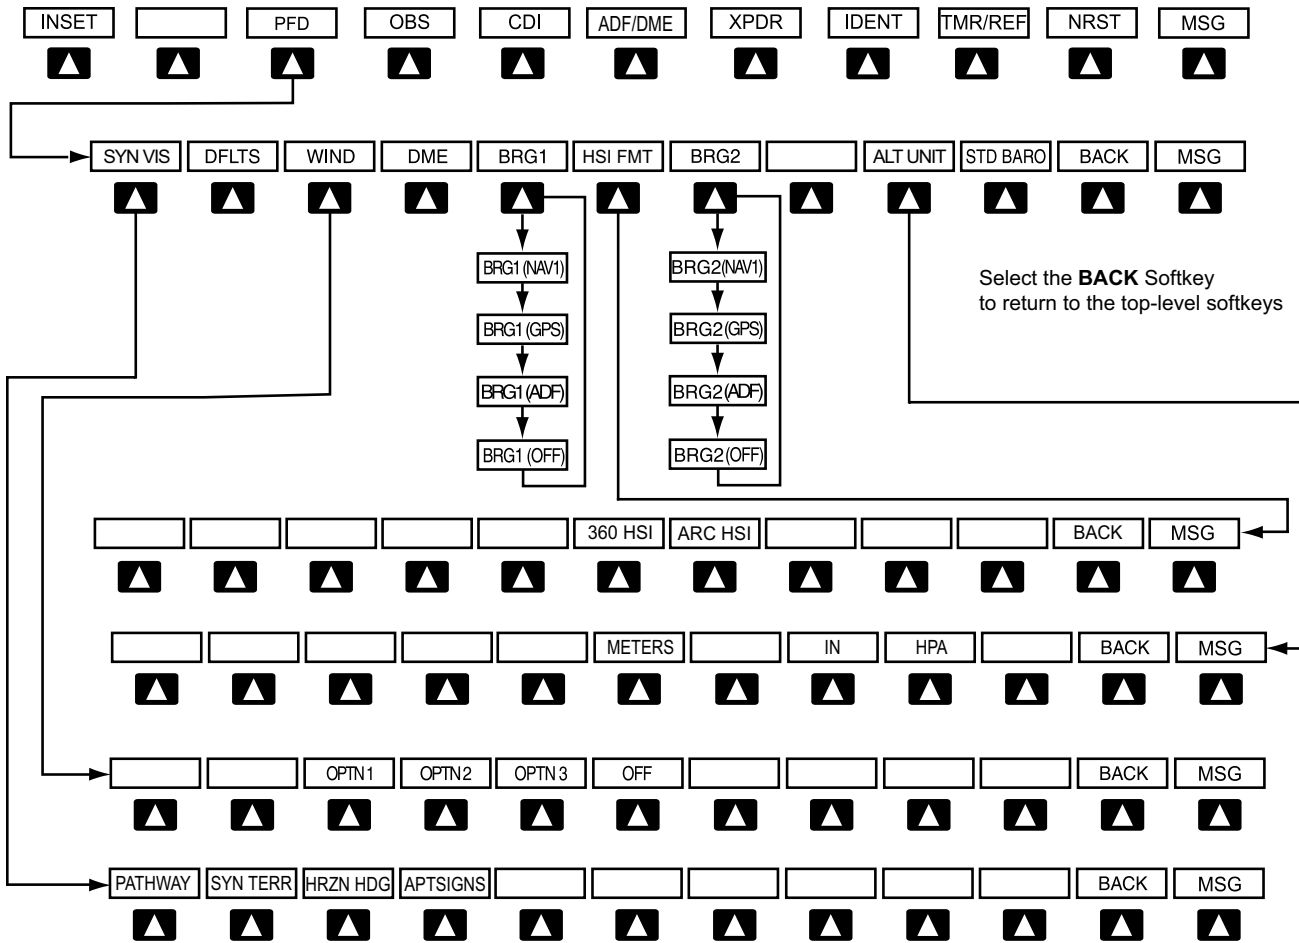 INSET PFD OBS CDI ADF/DME XPDR IDENT TMR/REF NRST MSG
SYN VIS DFLTS WIND DME BRG1 HSI FMT BRG2 ALT UNIT STD BARO BACK MSG
BRG1 (NAV1) BRG2(NAV1)
Select the BACK Softkey
to return to the top-level softkeys
BRG1 (GPS) BRG2(GPS)
BRG1 (ADF) BRG2(ADF)
BRG1 (OFF) BRG2(OFF)
360 HSI ARC HSI BACK MSG
METERS IN HPA BACK MSG
OPTN 1 OPTN 2 OPTN 3 OFF BACK MSG
PATHWAY SYN TERR HRZN HDG APTSIGNS BACK MSG